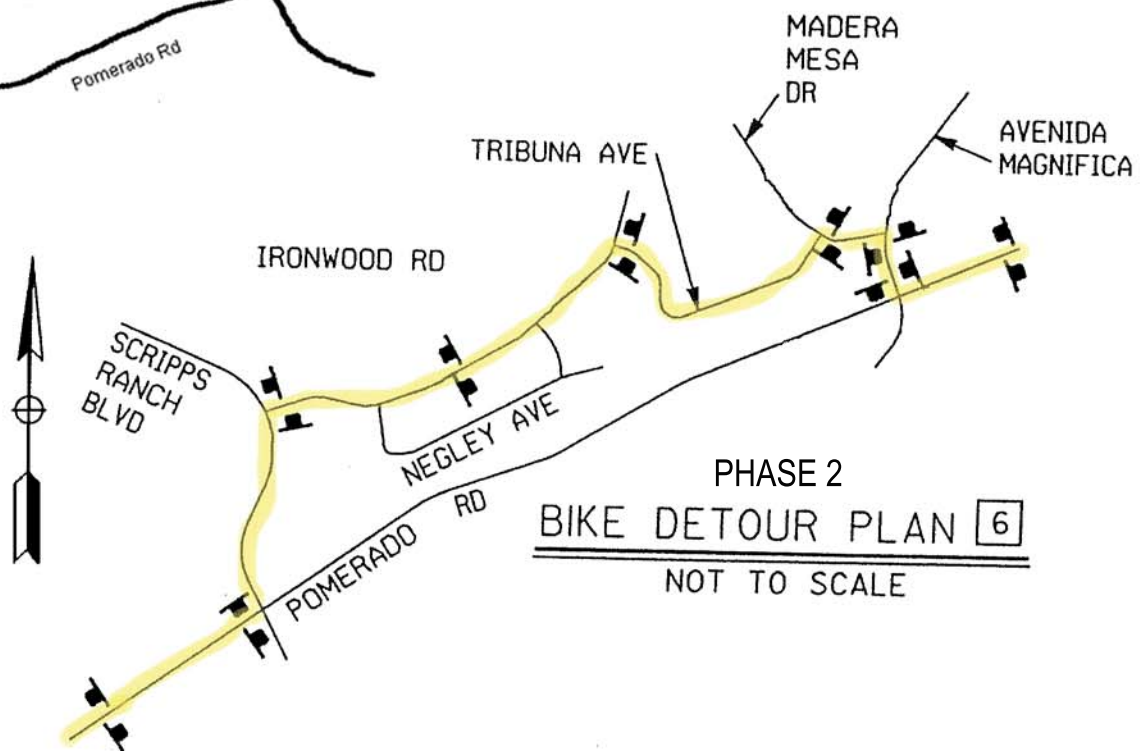 Pomerado Rd
MADERA
MESA
DR
TRIBUNA AVE
AVENIDA
MAGNIFICA
IRONWOOD RD
SCRIPPS
RANCH
BLVD
NEGLEY AVE
POMERADO RD
PHASE 2
BIKE DETOUR PLAN 6
NOT TO SCALE